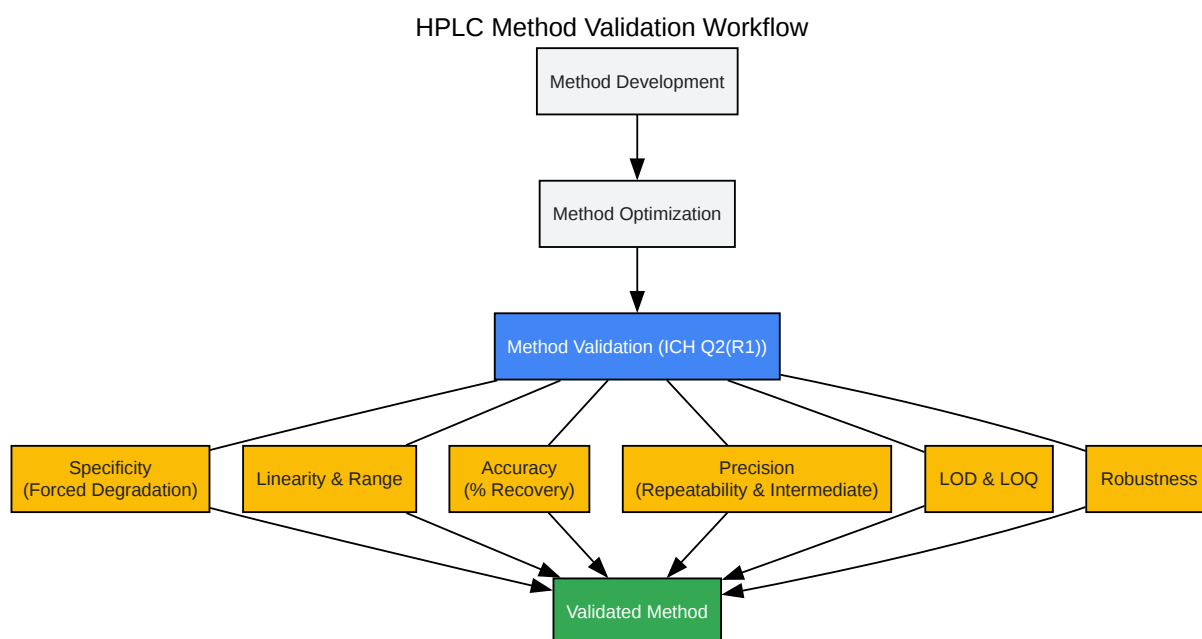 HPLC Method Validation Workflow
Method Development
Method Optimization
Method Validation (ICH Q2(R1))
Specificity
(Forced Degradation)
Linearity & Range
Accuracy
(% Recovery)
Precision
(Repeatability & Intermediate)
LOD & LOQ
Robustness
Validated Method